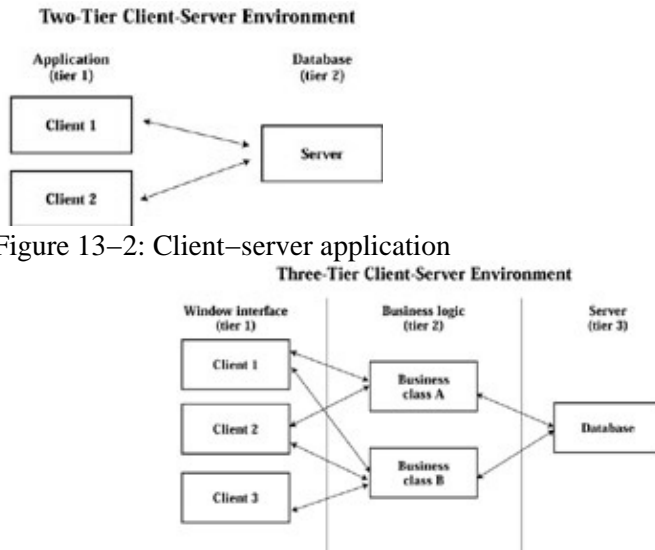 Two-Tier Client-Server Environment
Application
(tier 1)
Database
(tier 2)
Client 1
Server
Client 2
Figure 13−2: Client−server application
Three-Tier Client-Server Environment
Window interface
(tier 1)
Business logic
(tier 2)
Server
(tier 3)
Client 1
Business
class A
Client 2
Database
Business
class B
Client 3